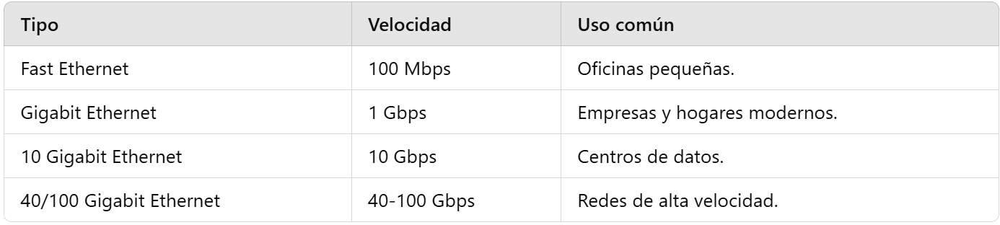 Tipo Velocidad Uso común
Fast Ethernet 100 Mbps Oficinas pequeñas.
Gigabit Ethernet 1 Gbps Empresas y hogares modernos.
10 Gigabit Ethernet 10 Gbps Centros de datos.
40/100 Gigabit Ethernet 40-100 Gbps Redes de alta velocidad.